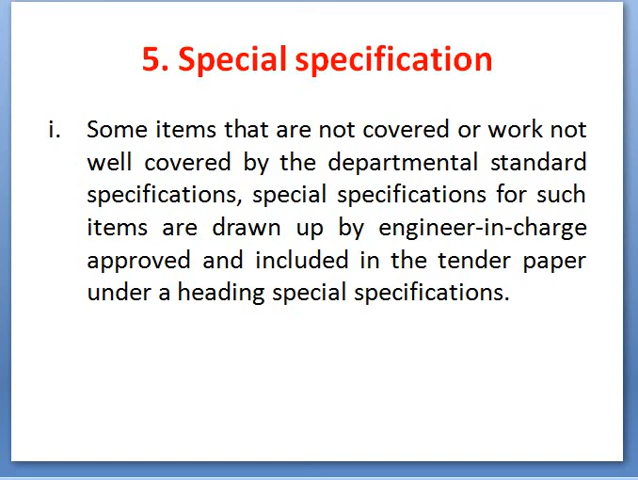 5. Special specification
i. Some items that are not covered or work not
well covered by the departmental standard
specifications, special specifications for such
items are drawn up by engineer-in-charge
approved and included in the tender paper
under a heading special specifications.